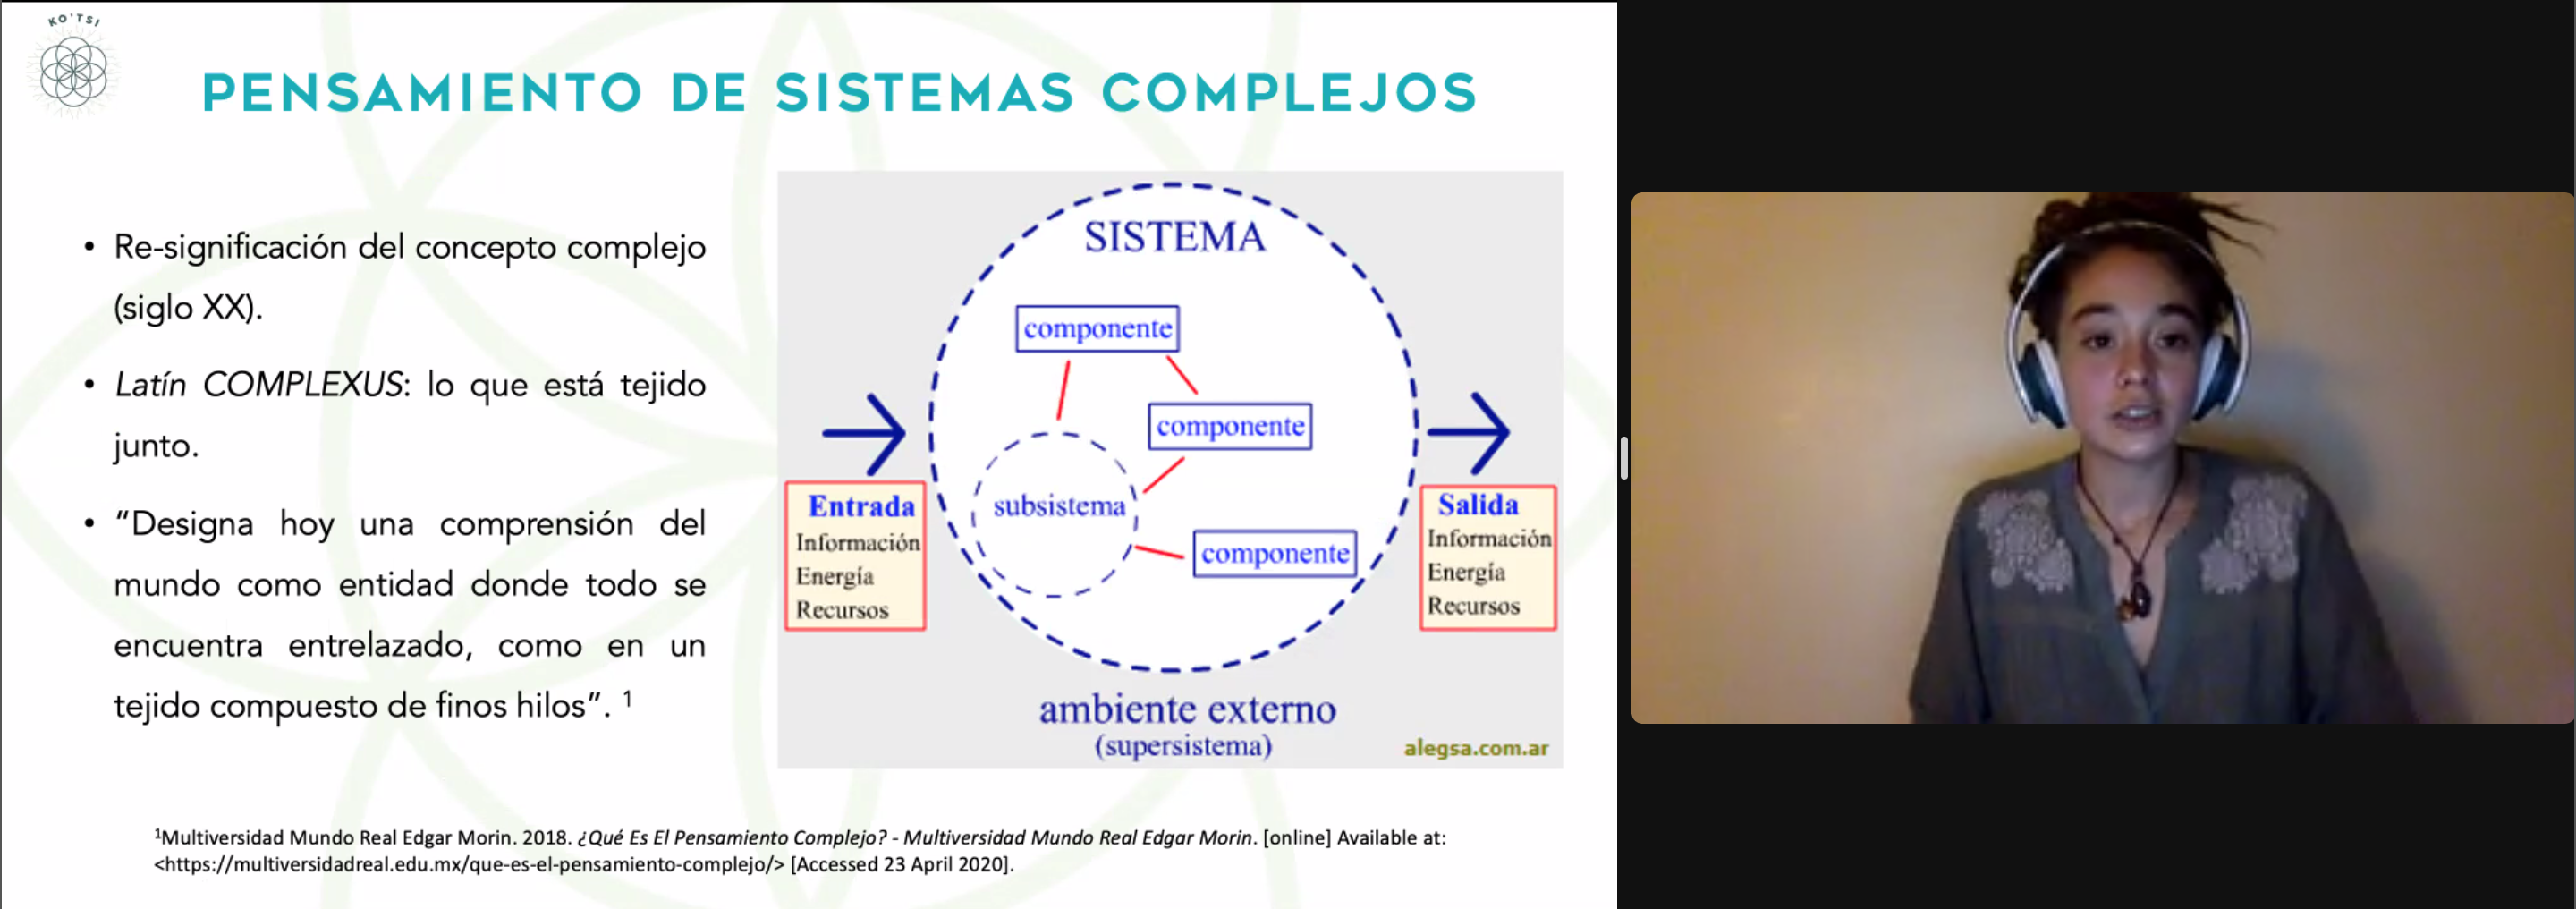 KO'TSI
PENSAMIENTO DE SISTEMAS COMPLEJOS
• Re-significación del concepto complejo
(siglo XX).
• Latín COMPLEXUS: lo que está tejido
junto.
• “Designa hoy una comprensión del
mundo como entidad donde todo se
encuentra entrelazado, como en un
tejido compuesto de finos hilos”. 1
SISTEMA
componente
componente
subsistema
componente
Entrada
Información
Energía
Recursos
Salida
Información
Energía
Recursos
ambiente externo
(supersistema)
alegsa.com.ar
1Multiversidad Mundo Real Edgar Morin. 2018. ¿Qué Es El Pensamiento Complejo? - Multiversidad Mundo Real Edgar Morin. [online] Available at:
<https://multiversidadreal.edu.mx/que-es-el-pensamiento-complejo/> [Accessed 23 April 2020].